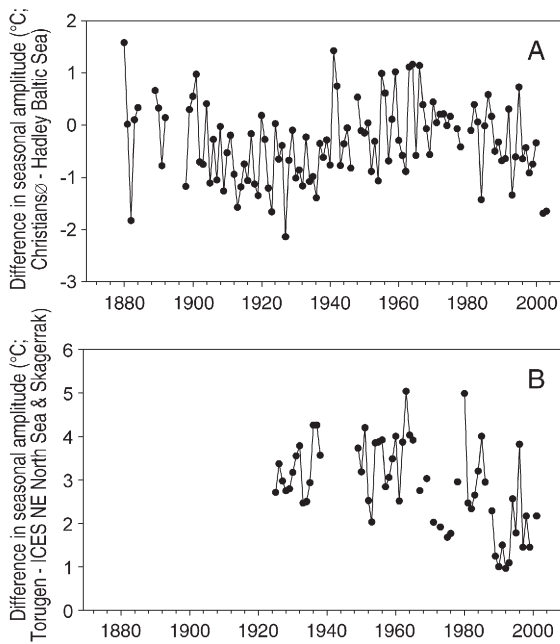 Difference in seasonal amplitude (°C;
Christiansø - Hadley Baltic Sea)
A
2
1
0
-1
-2
-3
1880 1900 1920 1940 1960 1980 2000
Difference in seasonal amplitude (°C;
Torugen - ICES NE North Sea & Skagerrak)
B
6
5
4
3
2
1
0
1880 1900 1920 1940 1960 1980 2000